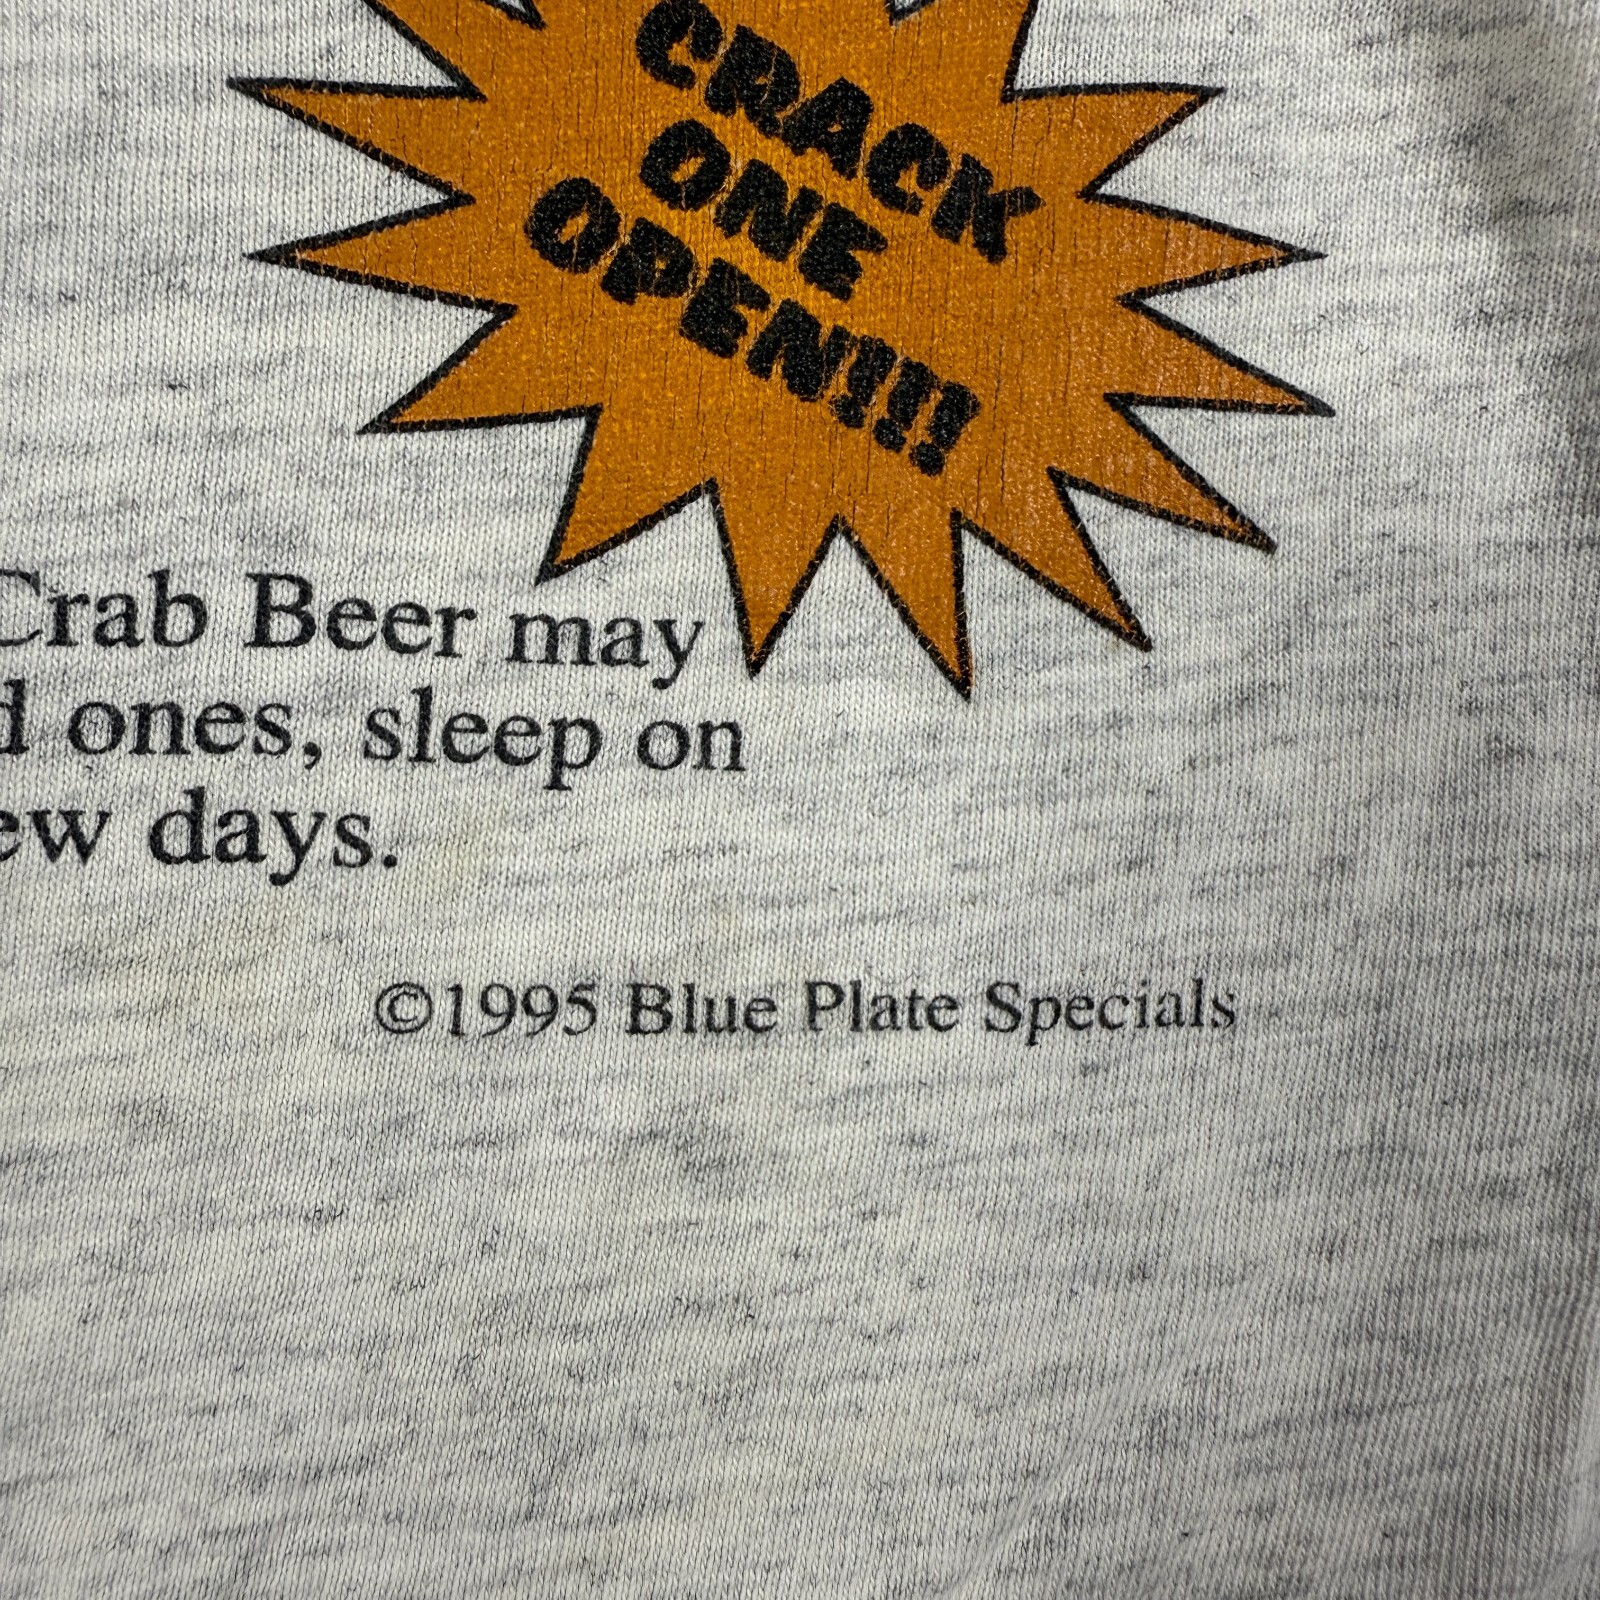 CRACK
ONE
OPEN!!!
Crab Beer may
ones, sleep on
days.
©1995 Blue Plate Specials